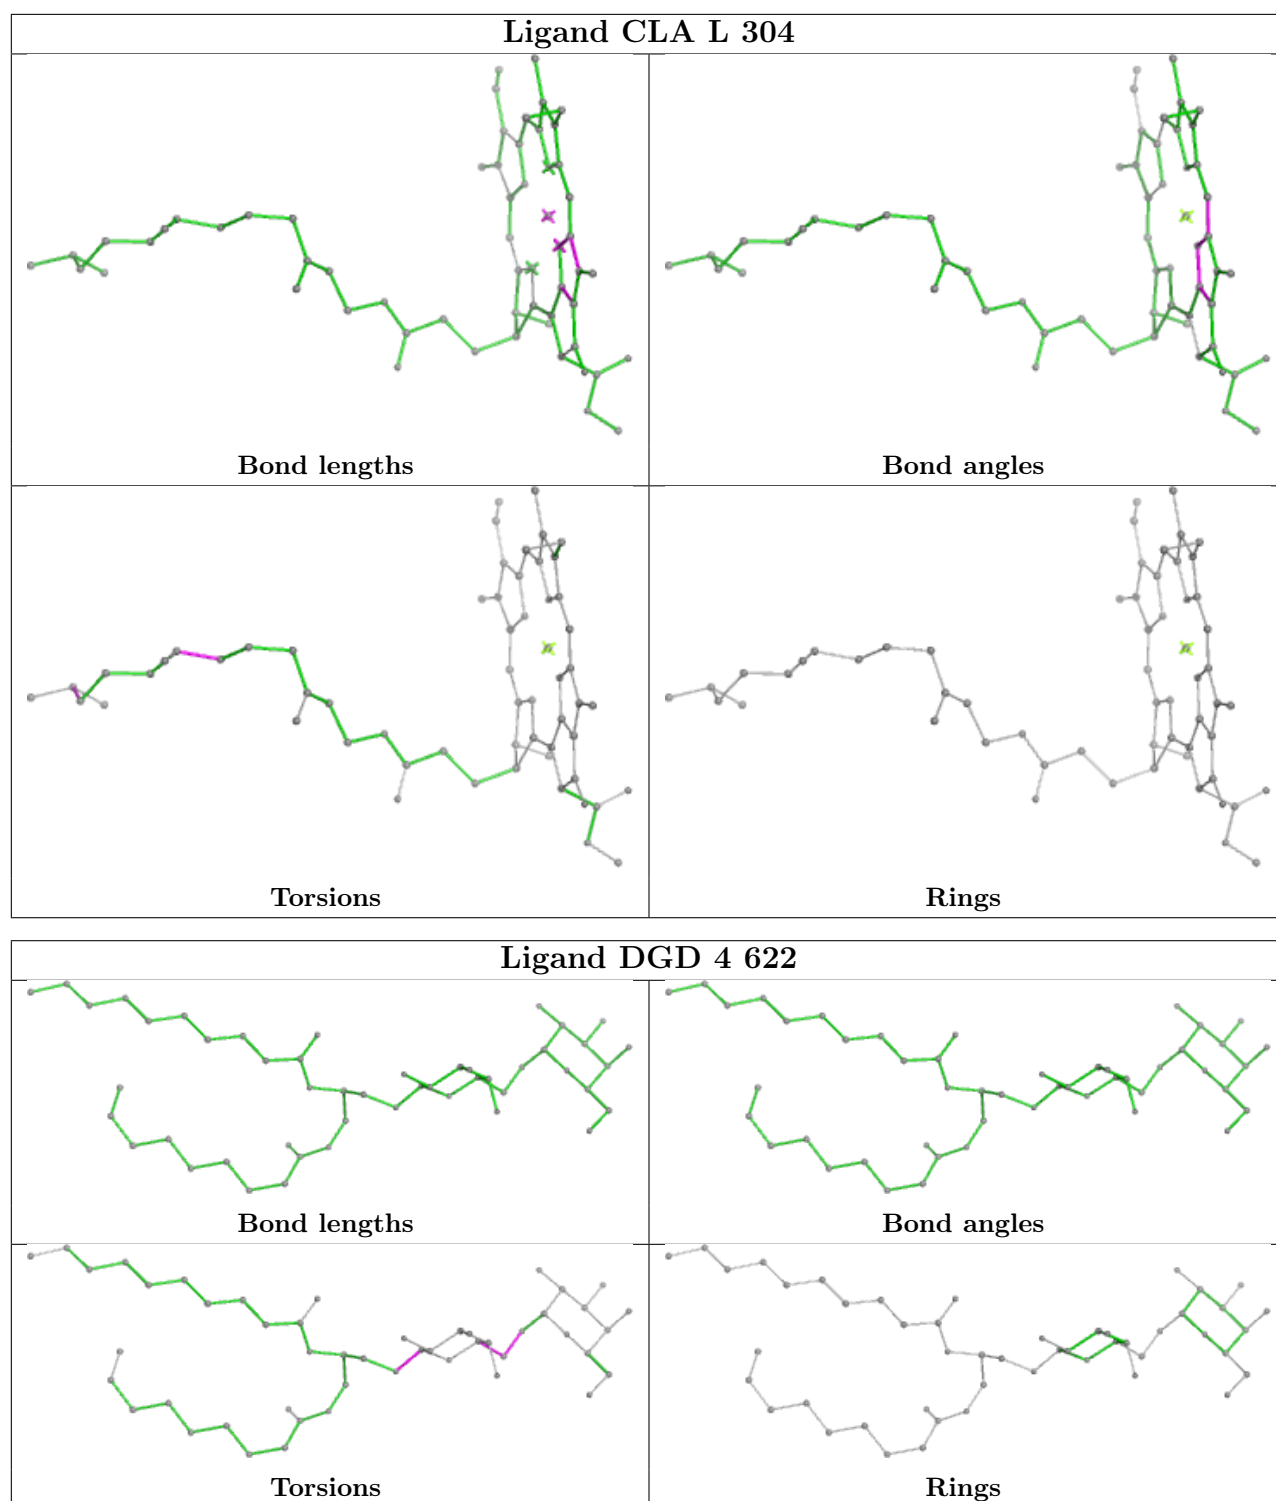 Ligand CLA L 304
Bond lengths
Bond angles
Torsions
Rings
Ligand DGD 4 622
Bond lengths
Bond angles
Torsions
Rings